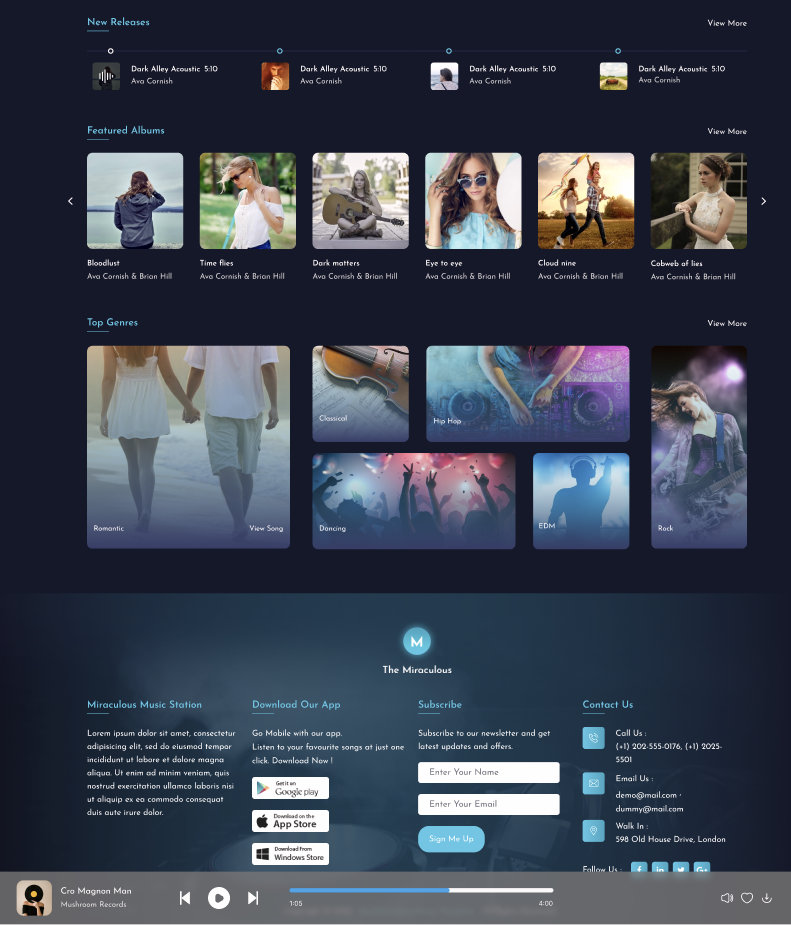 New Releases
View More
Dark Alley Acoustic 5:10
Ava Cornish
Dark Alley Acoustic 5:10
Ava Cornish
Dark Alley Acoustic 5:10
Ava Cornish
Dark Alley Acoustic 5:10
Ava Cornish
Featured Albums
View More
Bloodlust
Ava Cornish & Brian Hill
Time flies
Ava Cornish & Brian Hill
Dark matters
Ava Cornish & Brian Hill
Eye to eye
Ava Cornish & Brian Hill
Cloud nine
Ava Cornish & Brian Hill
Cobweb of lies
Ava Cornish & Brian Hill
Top Genres
View More
Romantic
View Song
Classical
Hip Hop
Dancing
EDM
Rock
M
The Miraculous
Miraculous Music Station
Lorem ipsum dolor sit amet, consectetur
adipisicing elit, sed do eiusmod tempor
incididunt ut labore et dolore magna
aliqua. Ut enim ad minim veniam, quis
nostrud exercitation ullamco laboris nisi
ut aliquip ex ea commodo consequat
duis aute irure dolor.
Download Our App
Go Mobile with our app.
Listen to your favourite songs at just one
click. Download Now !
Get it on
Google play
Download on the
App Store
Download From
Windows Store
Subscribe
Subscribe to our newsletter and get
latest updates and offers.
Enter Your Name
Enter Your Email
Sign Me Up
Contact Us
Call Us :
(+1) 202-555-0176, (+1) 2025-
5501
Email Us :
demo@mail.com ·
dummy@mail.com
Walk In :
598 Old House Drive, London
Follow Us :
f in G+
Cro Magnon Man
Mushroom Records
1:05
4:00